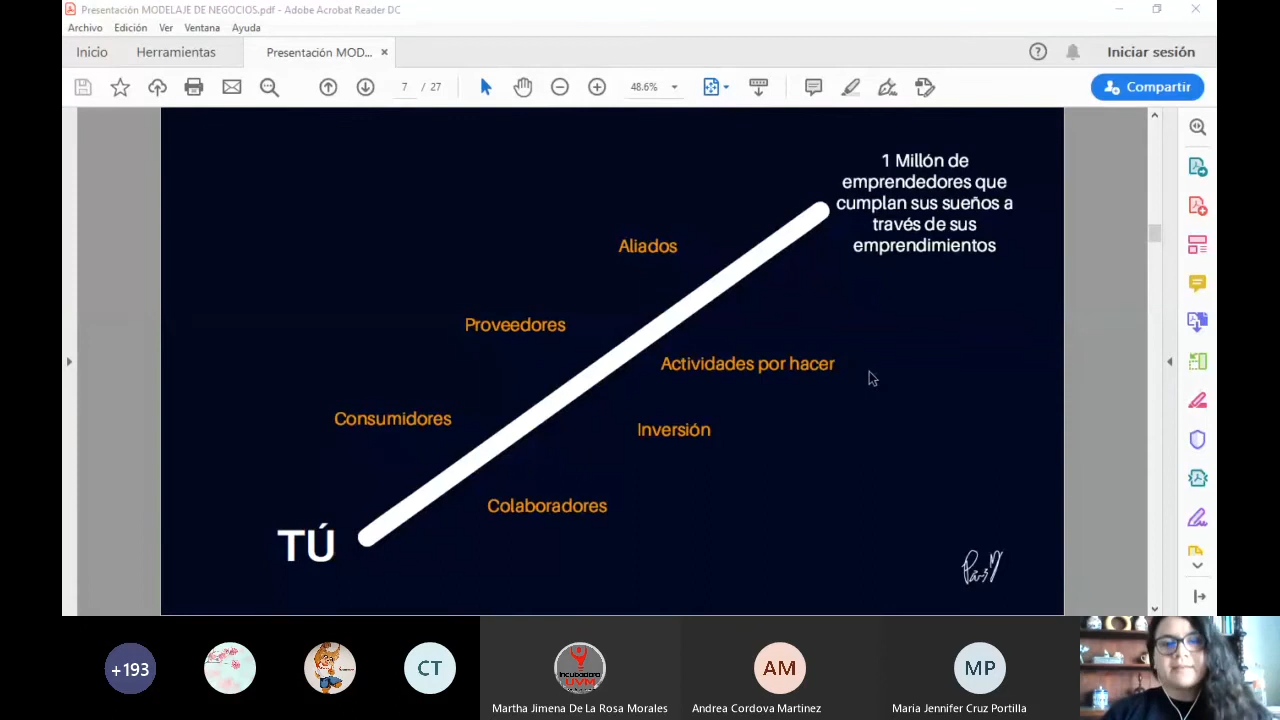 Presentación MODELAJE DE NEGOCIOS.pdf - Adobe Acrobat Reader DC
Archivo Edición Ver Ventana Ayuda
Inicio Herramientas Presentación MOD... × Iniciar sesión
7 / 27 48.6% Compartir
1 Millón de
emprendedores que
cumplan sus sueños a
través de sus
emprendimientos
Aliados
Proveedores
Actividades por hacer
Consumidores
Inversión
Colaboradores
TÚ
+193 CT incubadora UVM AM MP
Martha Jimena De La Rosa Morales Andrea Cordova Martinez Maria Jennifer Cruz Portilla